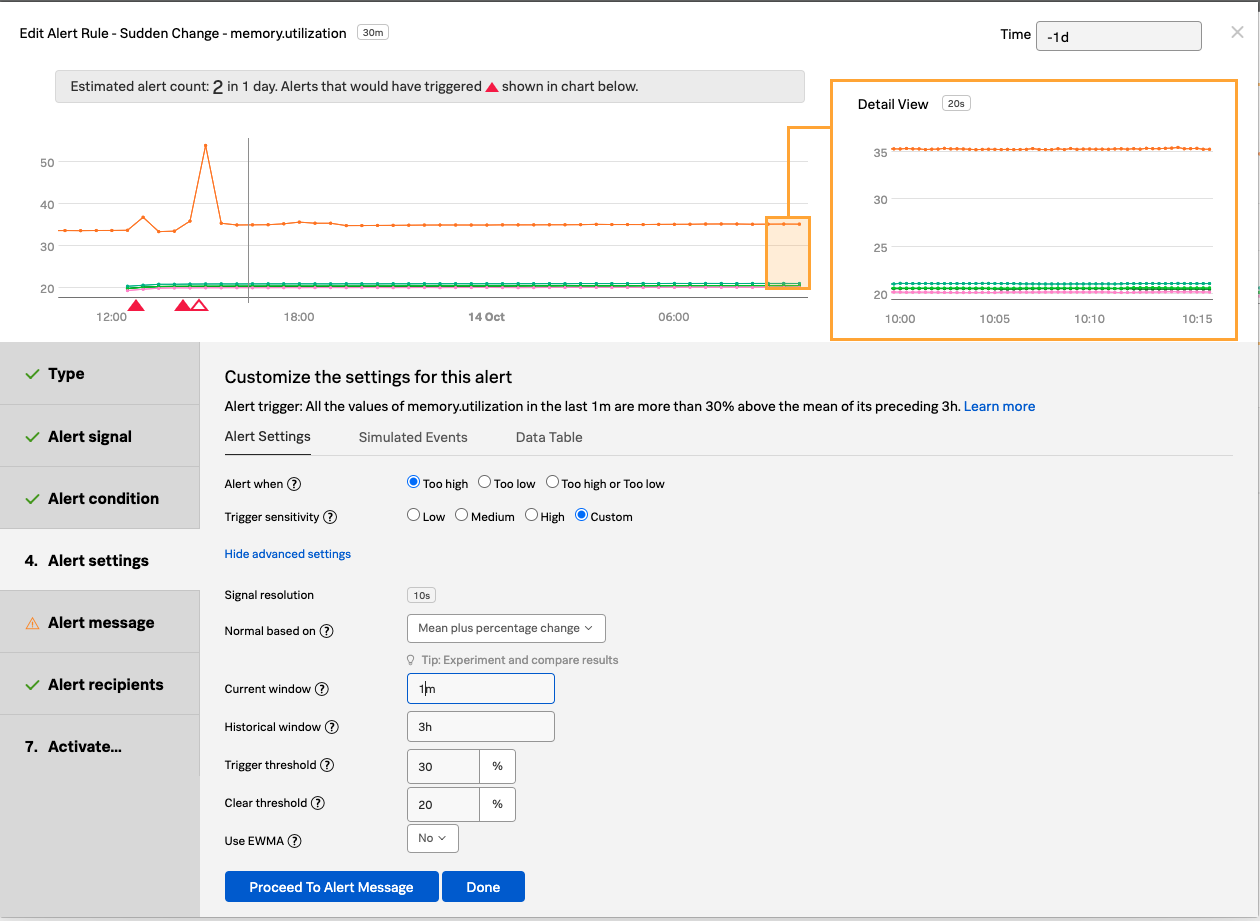 Edit Alert Rule - Sudden Change - memory.utilization 30m
Time -1d
Estimated alert count: 2 in 1 day. Alerts that would have triggered ▲ shown in chart below.
50
40
30
20
12:00 18:00 14 Oct 06:00
Detail View 20s
35
30
25
20
10:00 10:05 10:10 10:15
Type
Alert signal
Alert condition
4. Alert settings
Alert message
Alert recipients
7. Activate...
Customize the settings for this alert
Alert trigger: All the values of memory.utilization in the last 1m are more than 30% above the mean of its preceding 3h. Learn more
Alert Settings Simulated Events Data Table
Alert when ? Too high Too low Too high or Too low
Trigger sensitivity ? Low Medium High Custom
Hide advanced settings
Signal resolution 10s
Normal based on ? Mean plus percentage change
Tip: Experiment and compare results
Current window ? 1m
Historical window ? 3h
Trigger threshold ? 30 %
Clear threshold ? 20 %
Use EWMA ? No
Proceed To Alert Message Done